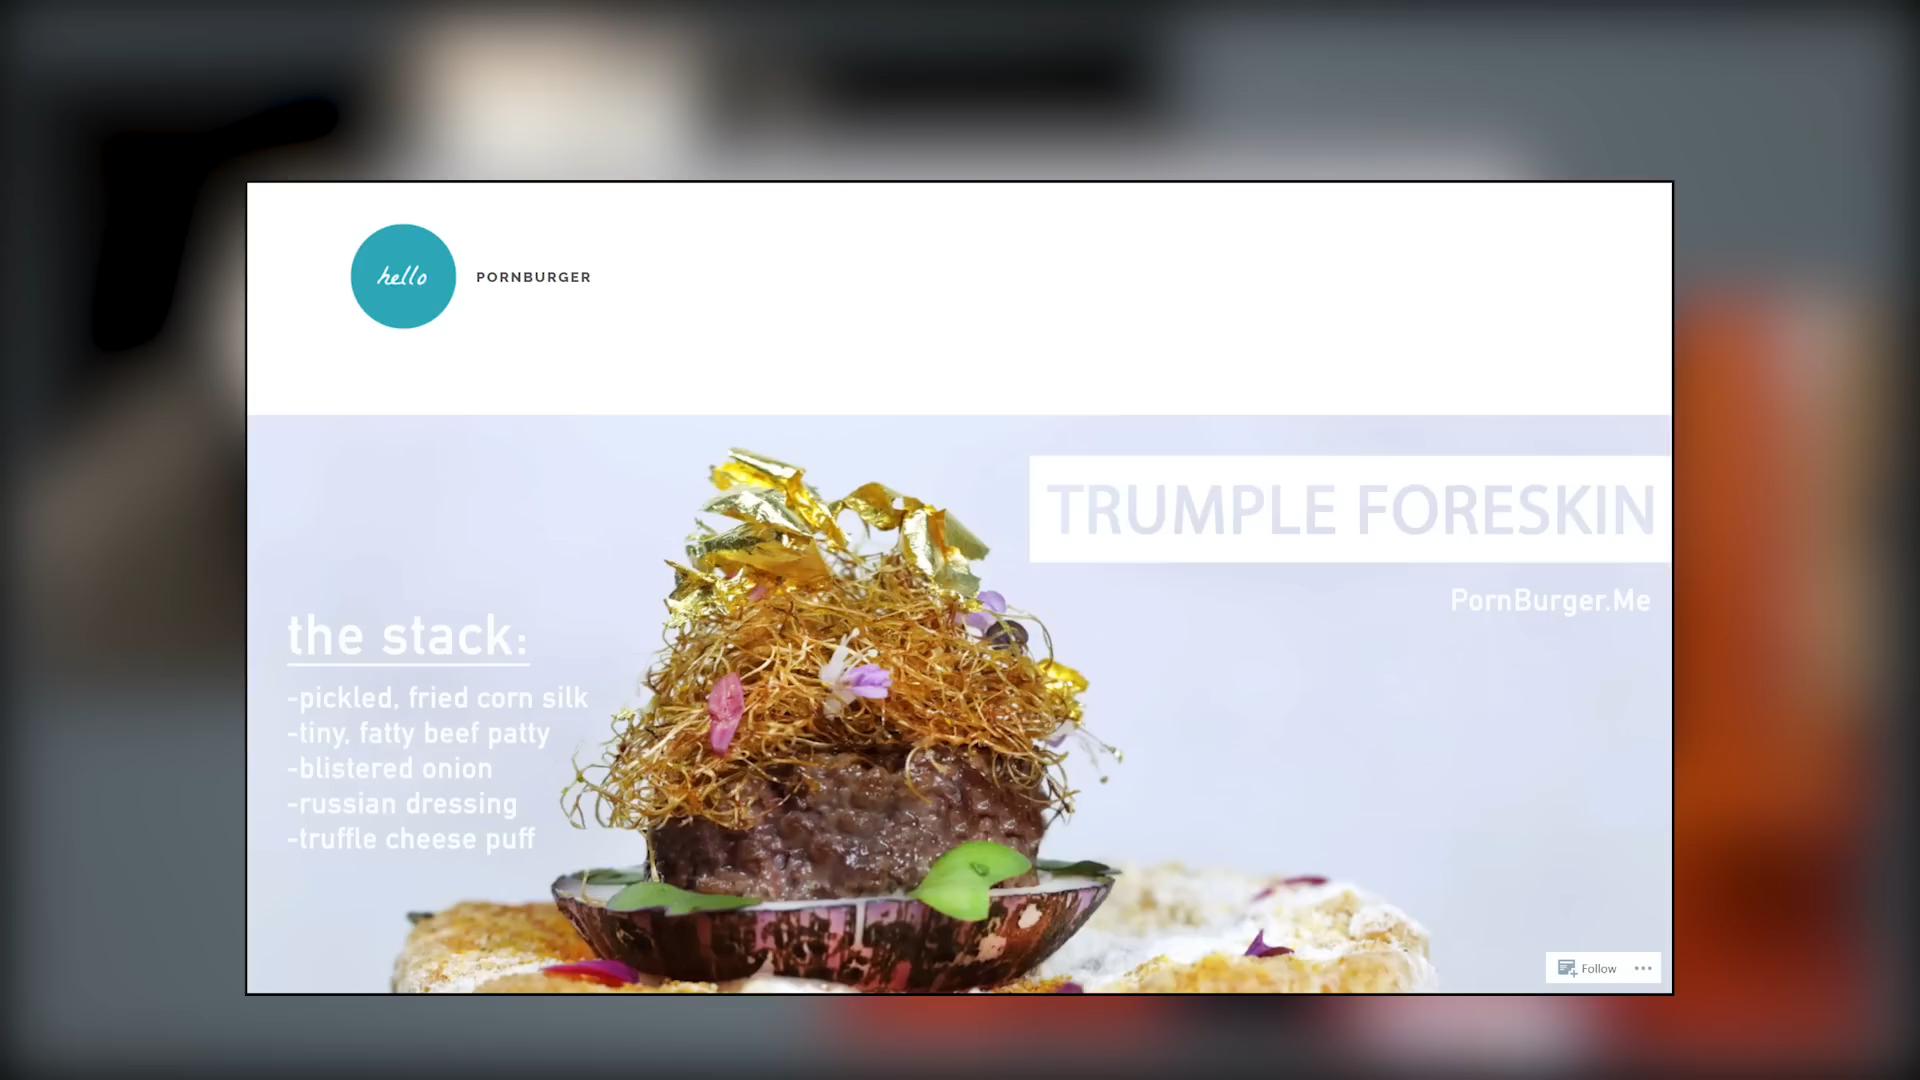 hello
PORNBURGER
TRUMPLE FORESKIN
PornBurger.Me
the stack:
-pickled, fried corn silk
-tiny, fatty beef patty
-blistered onion
-russian dressing
-truffle cheese puff
Follow